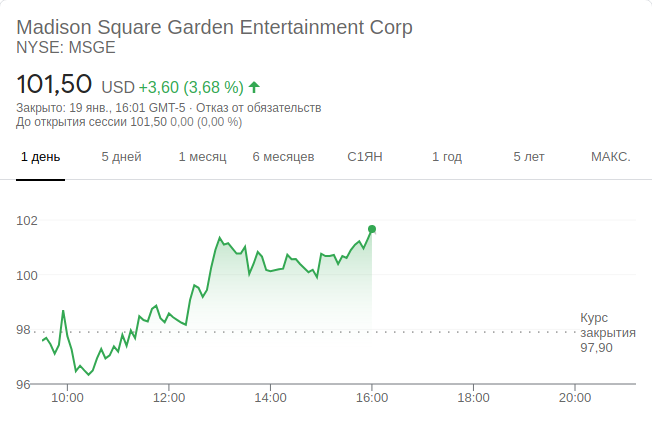 Madison Square Garden Entertainment Corp
NYSE: MSGE
101,50 USD +3,60 (3,68 %)
Закрыто: 19 янв., 16:01 GMT-5 · Отказ от обязательств
До открытия сессии 101,50 0,00 (0,00 %)
1 день 5 дней 1 месяц 6 месяцев С1ЯН 1 год 5 лет МАКС.
102
100
98
96
Курс
закрытия
97,90
10:00 12:00 14:00 16:00 18:00 20:00